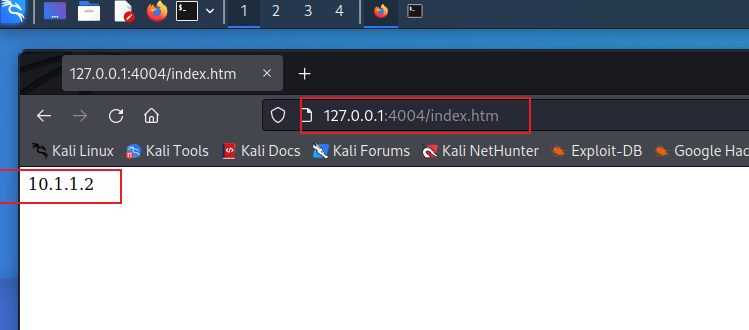 1 2 3 4
127.0.0.1:4004/index.htm
127.0.0.1:4004/index.htm
Kali Linux Kali Tools Kali Docs Kali Forums Kali NetHunter Exploit-DB Google Hac
10.1.1.2